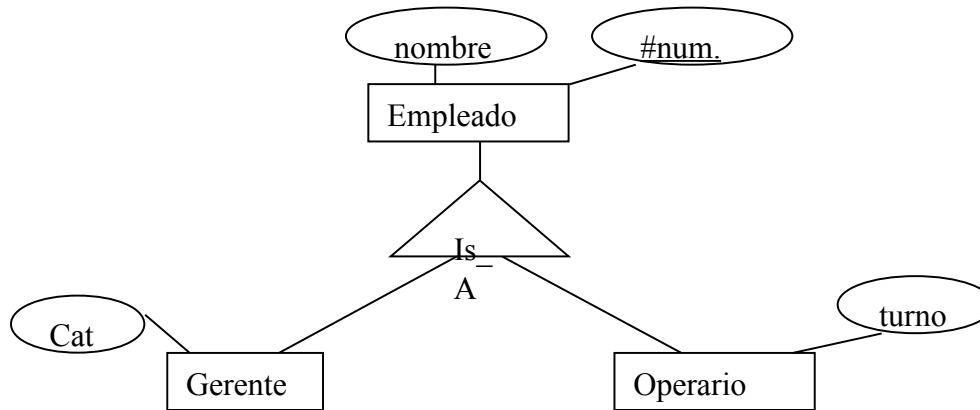 nombre
#num.
Empleado
Is_
A
Cat
turno
Gerente
Operario